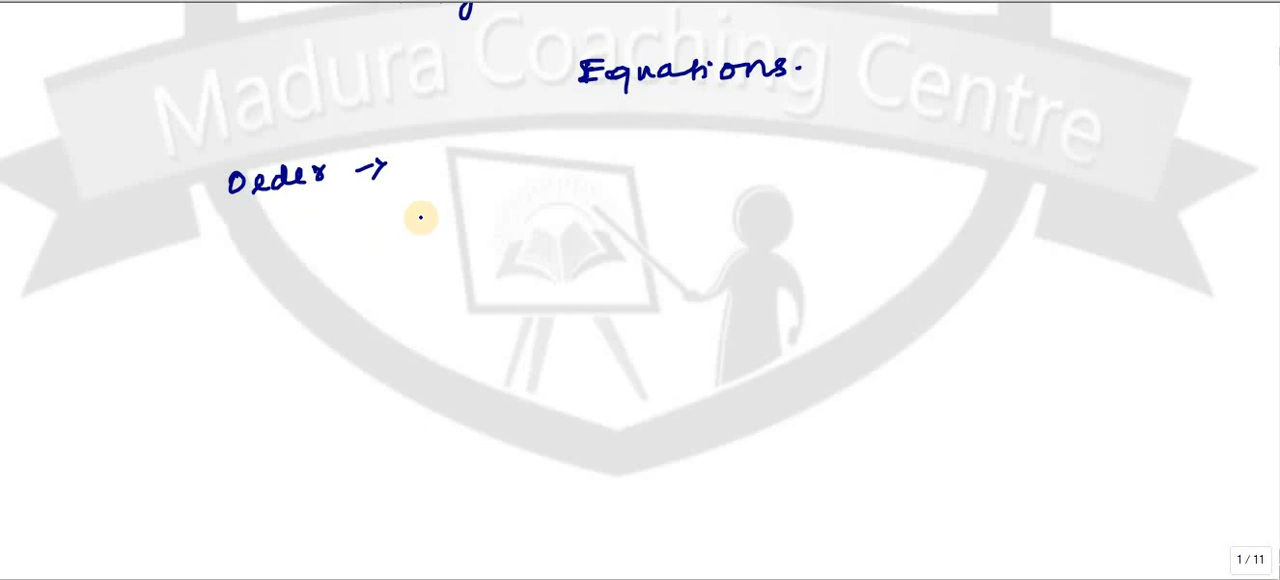 Equations.
Madura Coaching Centre
Order →
1 / 11